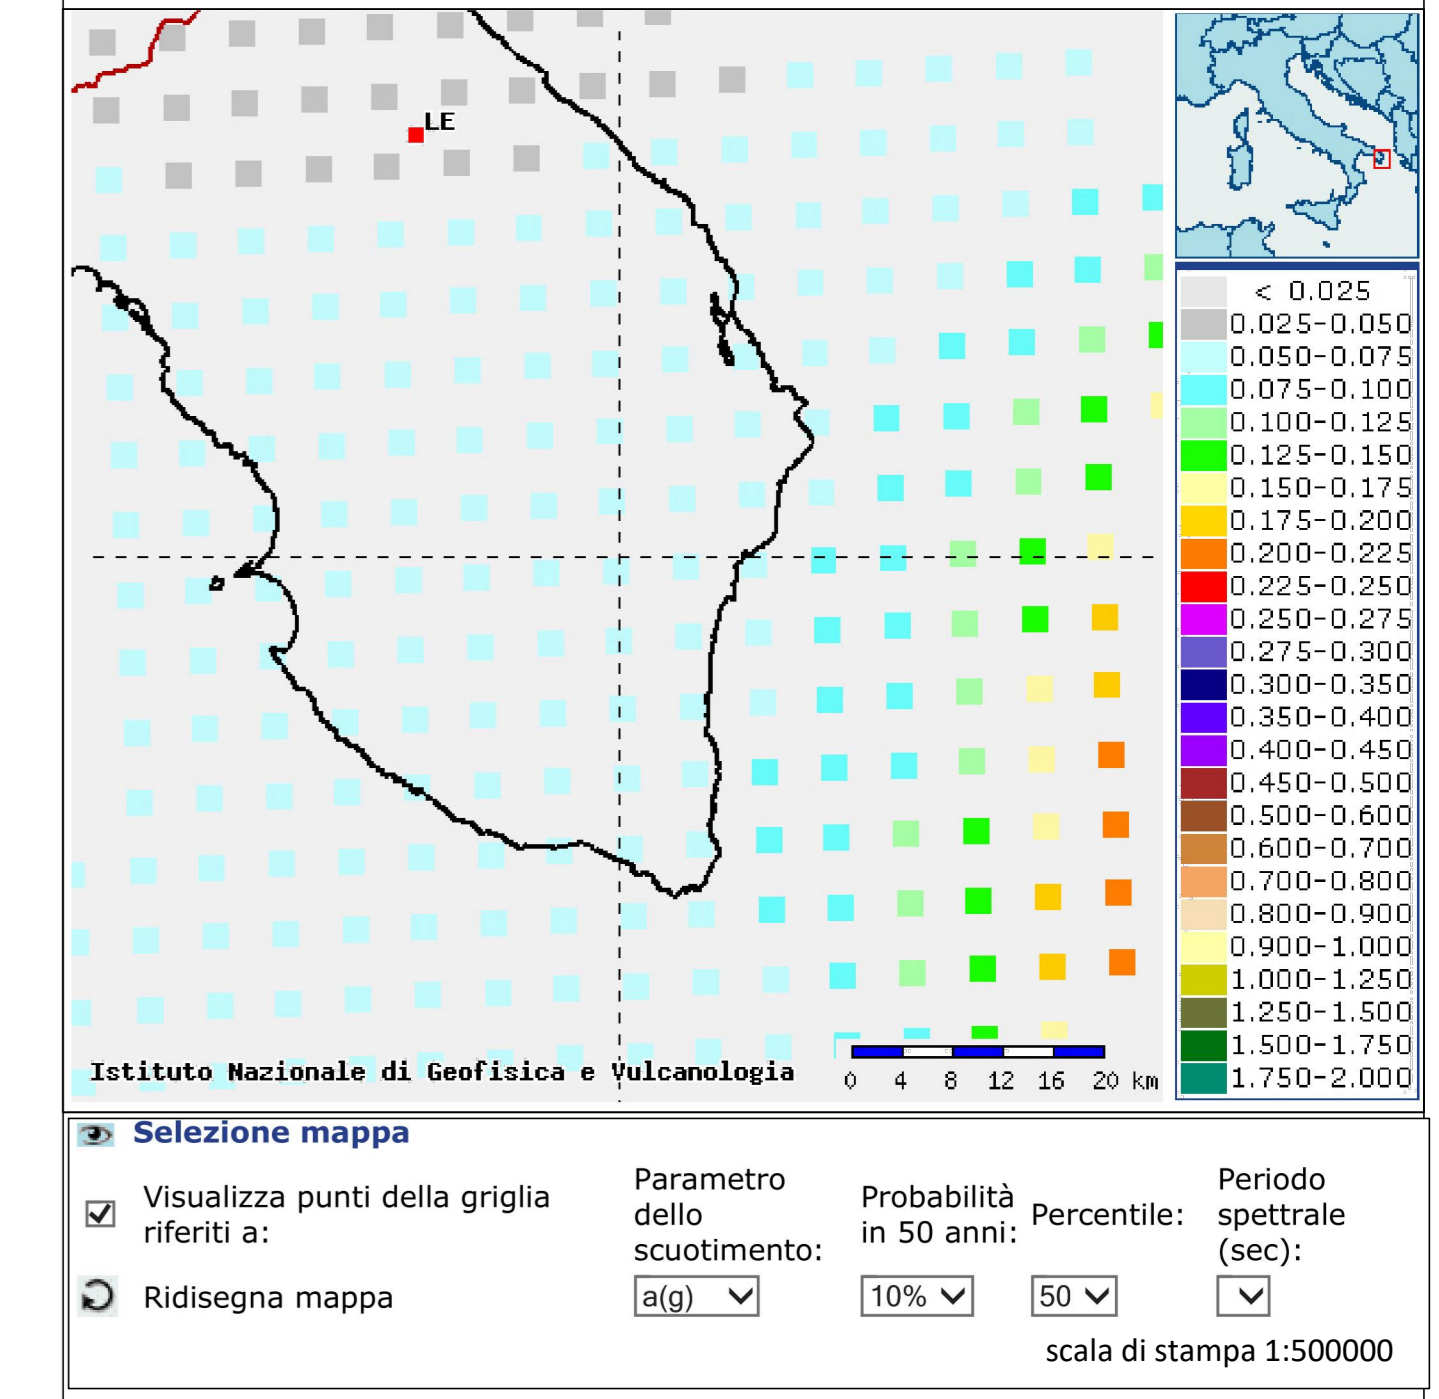 LE
< 0.025
0.025-0.050
0.050-0.075
0.075-0.100
0.100-0.125
0.125-0.150
0.150-0.175
0.175-0.200
0.200-0.225
0.225-0.250
0.250-0.275
0.275-0.300
0.300-0.350
0.350-0.400
0.400-0.450
0.450-0.500
0.500-0.600
0.600-0.700
0.700-0.800
0.800-0.900
0.900-1.000
1.000-1.250
1.250-1.500
1.500-1.750
1.750-2.000
Istituto Nazionale di Geofisica e Vulcanologia
0 4 8 12 16 20 km
Selezione mappa
Visualizza punti della griglia
riferiti a:
Parametro
dello
scuotimento:
Probabilità
in 50 anni:
Percentile:
Periodo
spettrale
(sec):
Ridisegna mappa
a(g)
10%
50
scala di stampa 1:500000